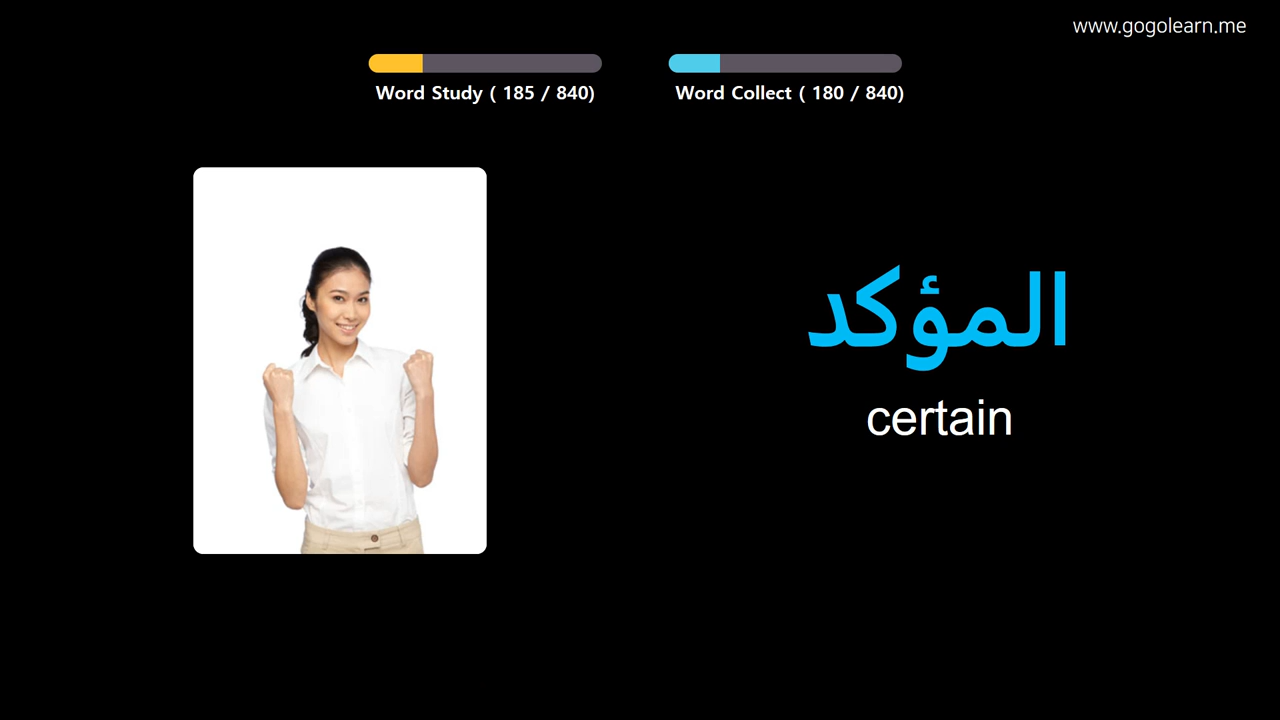 www.gogolearn.me
Word Study ( 185 / 840)
Word Collect ( 180 / 840)
المؤكد
certain